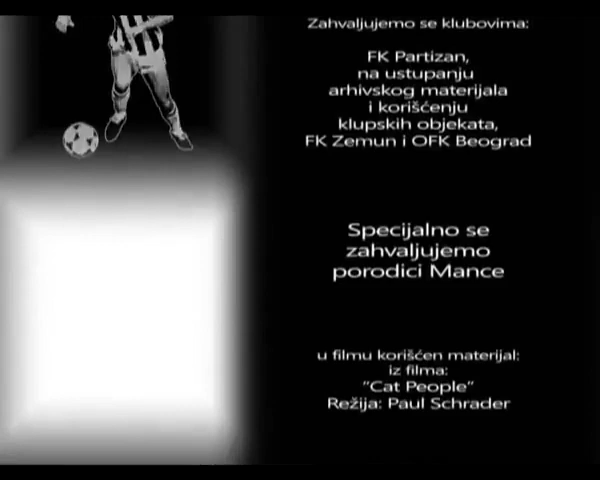 Zahvaljujemo se klubovima:
FK Partizan,
na ustupanju
arhivskog materijala
i korišćenju
klupskih objekata,
FK Zemun i OFK Beograd
Specijalno se
zahvaljujemo
porodici Mance
u filmu korišćen materijal:
iz filma:
"Cat People"
Režija: Paul Schrader